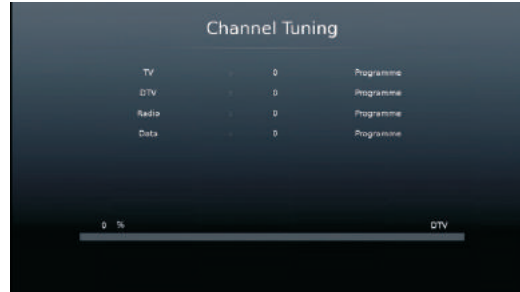 Channel Tuning
TV : 0 Programme
DTV : 0 Programme
Radio : 0 Programme
Data : 0 Programme
0 % DTV